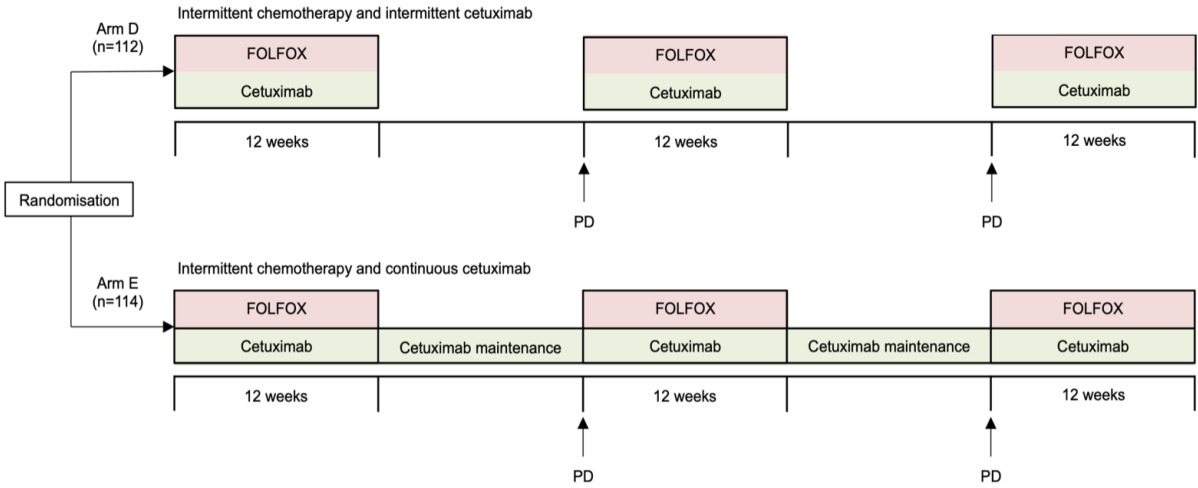 Intermittent chemotherapy and intermittent cetuximab
Arm D
(n=112)
FOLFOX
FOLFOX
FOLFOX
Cetuximab
Cetuximab
Cetuximab
12 weeks
12 weeks
12 weeks
PD
PD
Randomisation
Intermittent chemotherapy and continuous cetuximab
Arm E
(n=114)
FOLFOX
FOLFOX
FOLFOX
Cetuximab
Cetuximab maintenance
Cetuximab
Cetuximab maintenance
Cetuximab
12 weeks
12 weeks
12 weeks
PD
PD